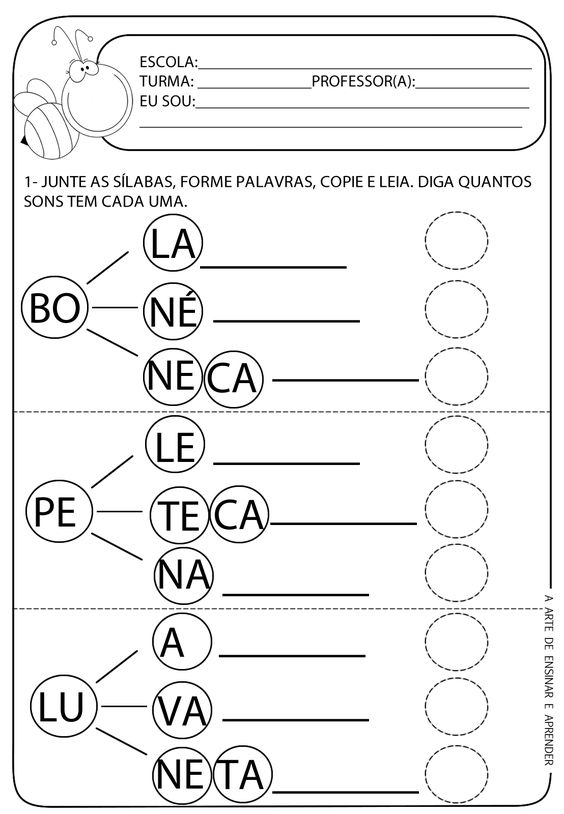 ESCOLA:
TURMA: PROFESSOR(A):
EU SOU:
1- JUNTE AS SÍLABAS, FORME PALAVRAS, COPIE E LEIA. DIGA QUANTOS
SONS TEM CADA UMA.
LA
BO NÉ
NE CA
LE
PE TE CA
NA
A
LU VA
NE TA
A ARTE DE ENSINAR E APRENDER